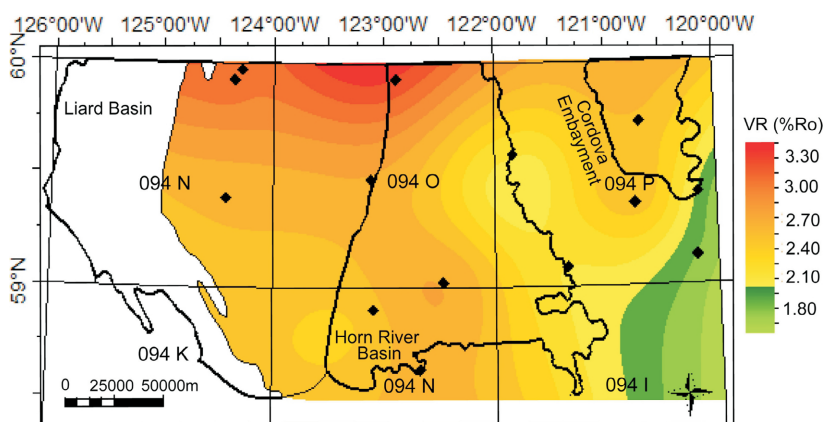 126°00'W 125°00'W 124°00'W 123°00'W 122°00'W 121°00'W 120°00'W
60°N
Liard Basin
Cordova
Embayment
VR (%Ro)
3.30
3.00
2.70
2.40
2.10
1.80
094 N
094 O
094 P
59°N
Horn River
Basin
094 K
094 N
094 I
0 25000 50000m